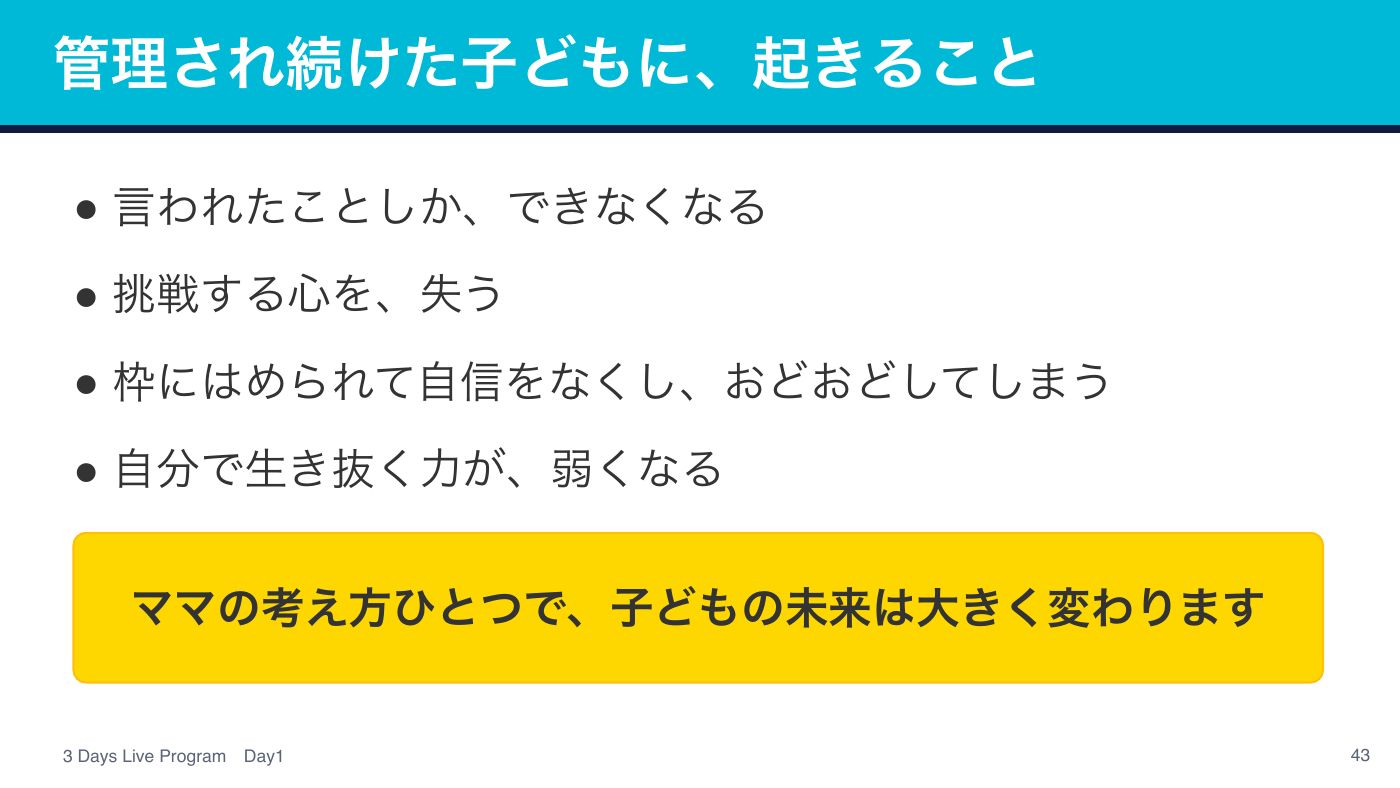 管理され続けた子どもに、起きること
● 言われたことしか、できなくなる
● 挑戦する心を、失う
● 枠にはめられて自信をなくし、おどおどしてしまう
● 自分で生き抜く力が、弱くなる
ママの考え方ひとつで、子どもの未来は大きく変わります
3 Days Live Program　Day1
43